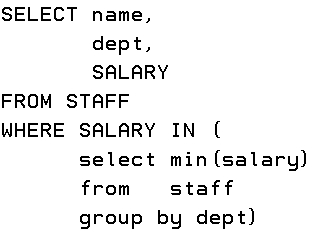 SELECT name,
       dept,
       SALARY
FROM STAFF
WHERE SALARY IN (
      select min(salary)
      from   staff
      group by dept)